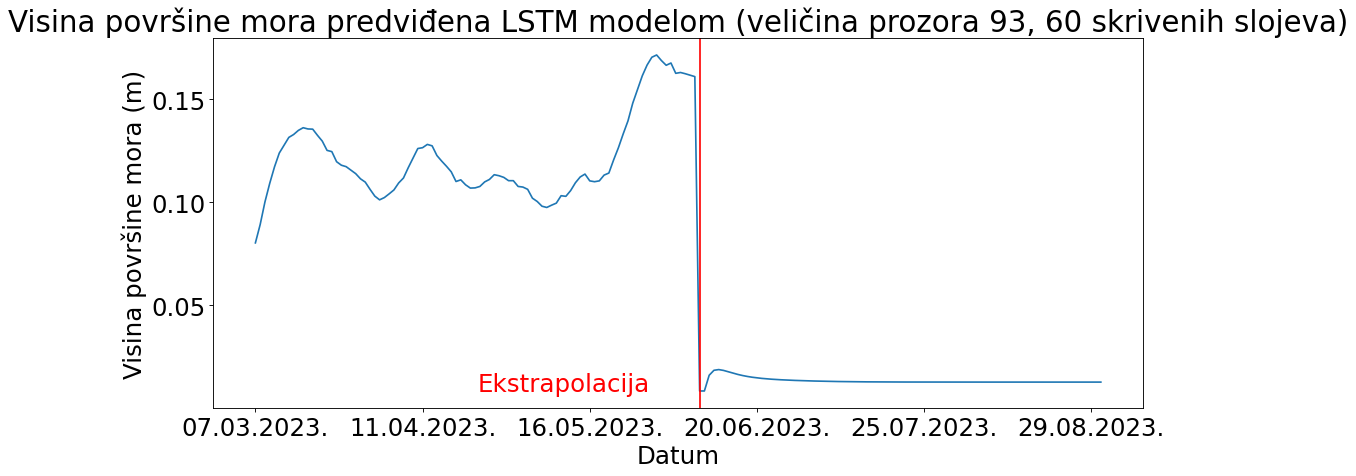 Visina površine mora predviđena LSTM modelom (veličina prozora 93, 60 skrivenih slojeva)
Visina površine mora (m)
0.15
0.10
0.05
Ekstrapolacija
07.03.2023. 11.04.2023. 16.05.2023. 20.06.2023. 25.07.2023. 29.08.2023.
Datum